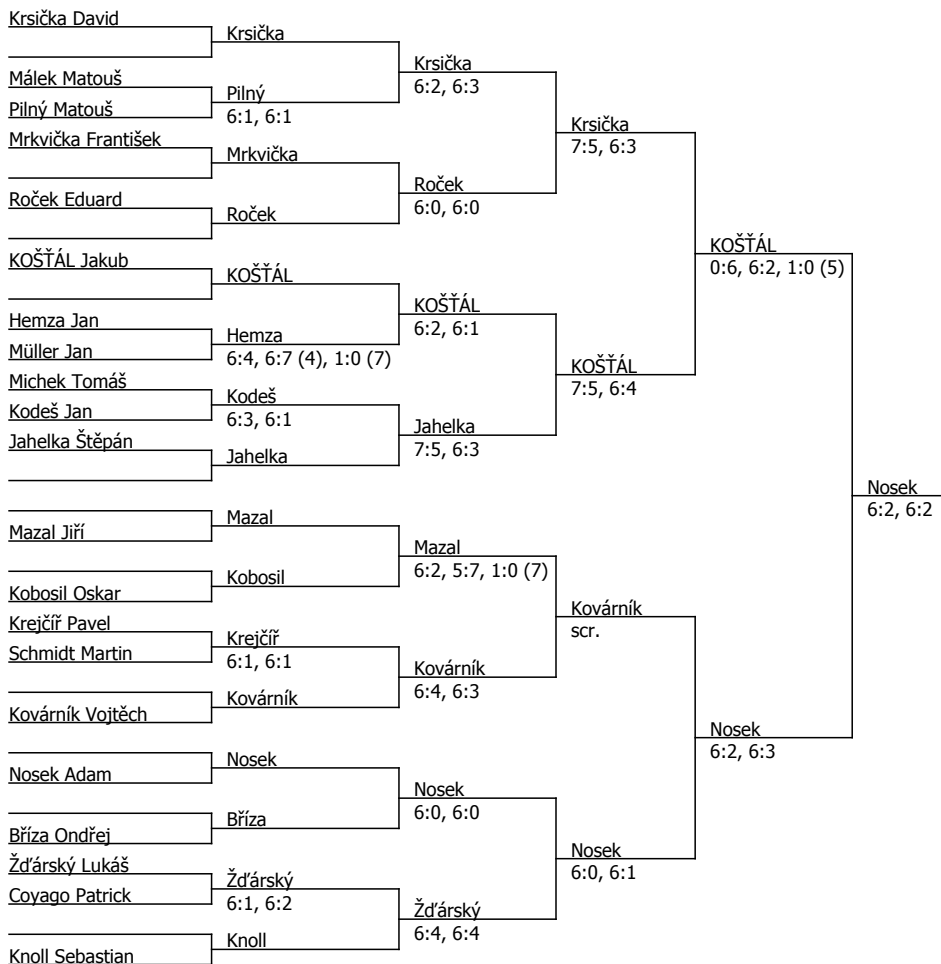 Krsička David
Krsička
Krsička
6:2, 6:3
Málek Matouš
Pilný
6:1, 6:1
Pilný Matouš
Krsička
7:5, 6:3
Mrkvička František
Mrkvička
Roček
6:0, 6:0
Roček Eduard
Roček
KOŠŤÁL
0:6, 6:2, 1:0 (5)
KOŠŤÁL Jakub
KOŠŤÁL
KOŠŤÁL
6:2, 6:1
Hemza Jan
Hemza
6:4, 6:7 (4), 1:0 (7)
Müller Jan
KOŠŤÁL
7:5, 6:4
Michek Tomáš
Kodeš
6:3, 6:1
Kodeš Jan
Jahelka
7:5, 6:3
Jahelka Štěpán
Jahelka
Nosek
6:2, 6:2
Mazal
Mazal Jiří
Mazal
6:2, 5:7, 1:0 (7)
Kobosil
Kobosil Oskar
Kovárník
scr.
Krejčíř Pavel
Krejčíř
6:1, 6:1
Schmidt Martin
Kovárník
6:4, 6:3
Kovárník
Kovárník Vojtěch
Nosek
6:2, 6:3
Nosek
Nosek Adam
Nosek
6:0, 6:0
Bříza
Bříza Ondřej
Nosek
6:0, 6:1
Žďárský Lukáš
Žďárský
6:1, 6:2
Coyago Patrick
Žďárský
6:4, 6:4
Knoll
Knoll Sebastian